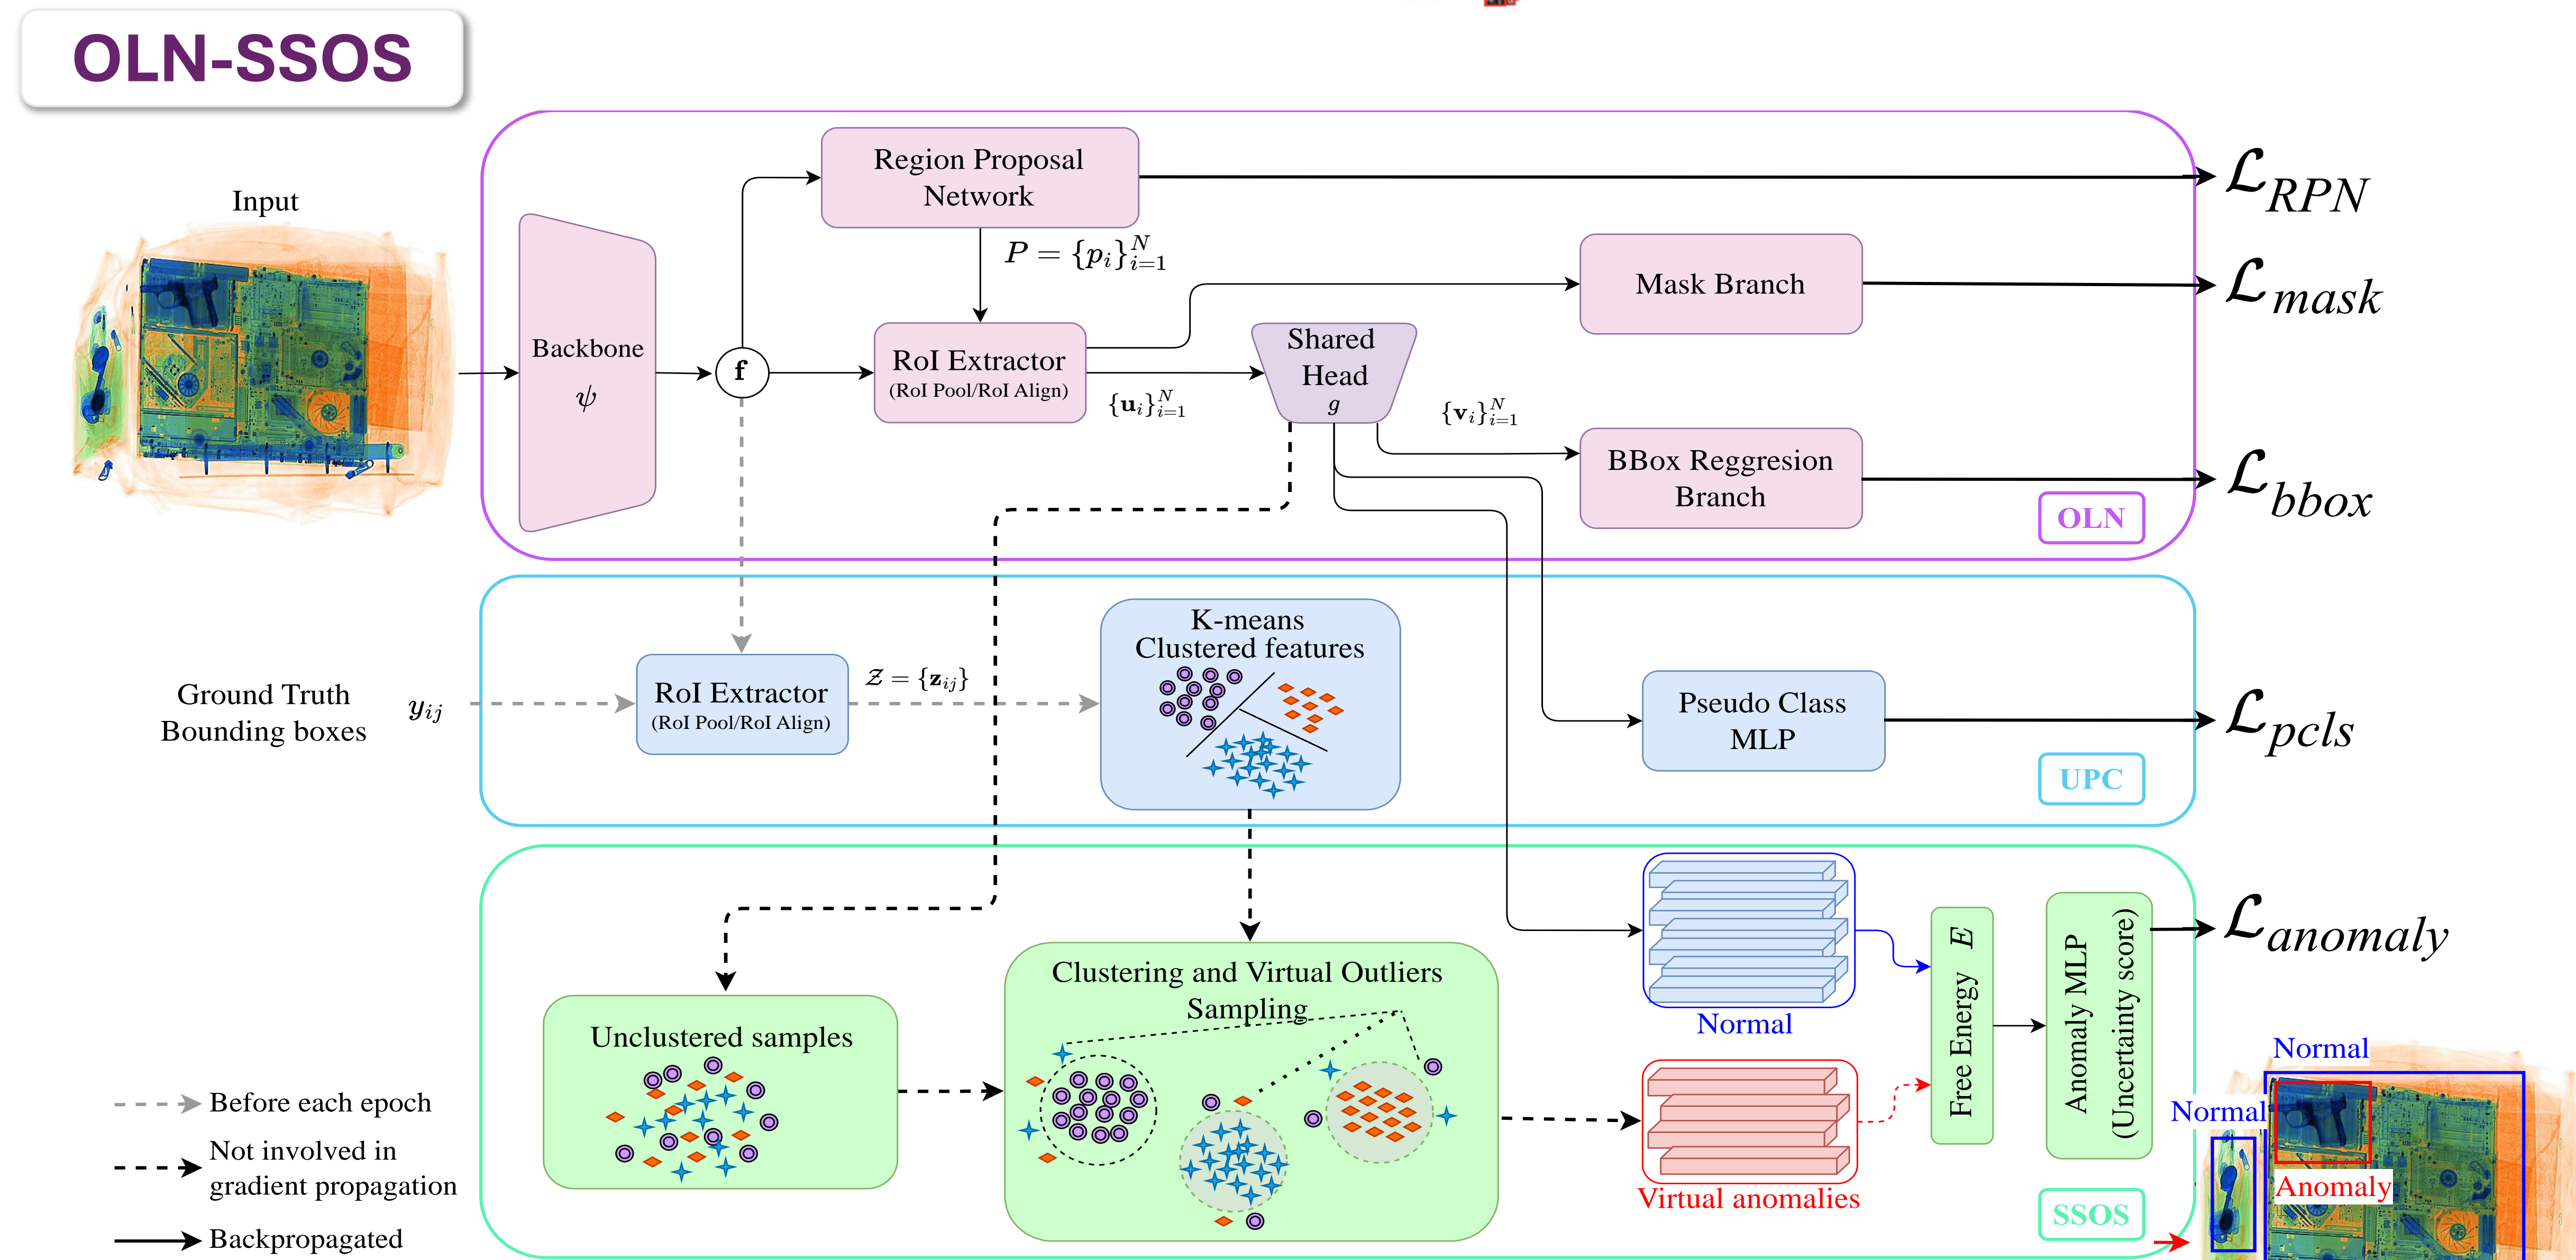 OLN-SSOS
Input
Backbone
ψ
f
Region Proposal
Network
P = {p_i}_{i=1}^N
RoI Extractor
(RoI Pool/RoI Align)
{u_i}_{i=1}^N
Shared
Head
g
{v_i}_{i=1}^N
Mask Branch
BBox Reggresion
Branch
OLN
ℒ_RPN
ℒ_mask
ℒ_bbox
Ground Truth
Bounding boxes
y_ij
RoI Extractor
(RoI Pool/RoI Align)
𝒵 = {z_ij}
K-means
Clustered features
Pseudo Class
MLP
UPC
ℒ_pcls
Unclustered samples
Clustering and Virtual Outliers
Sampling
Normal
Virtual anomalies
Free Energy E
Anomaly MLP
(Uncertainty score)
SSOS
ℒ_anomaly
Normal
Normal
Anomaly
Before each epoch
Not involved in
gradient propagation
Backpropagated